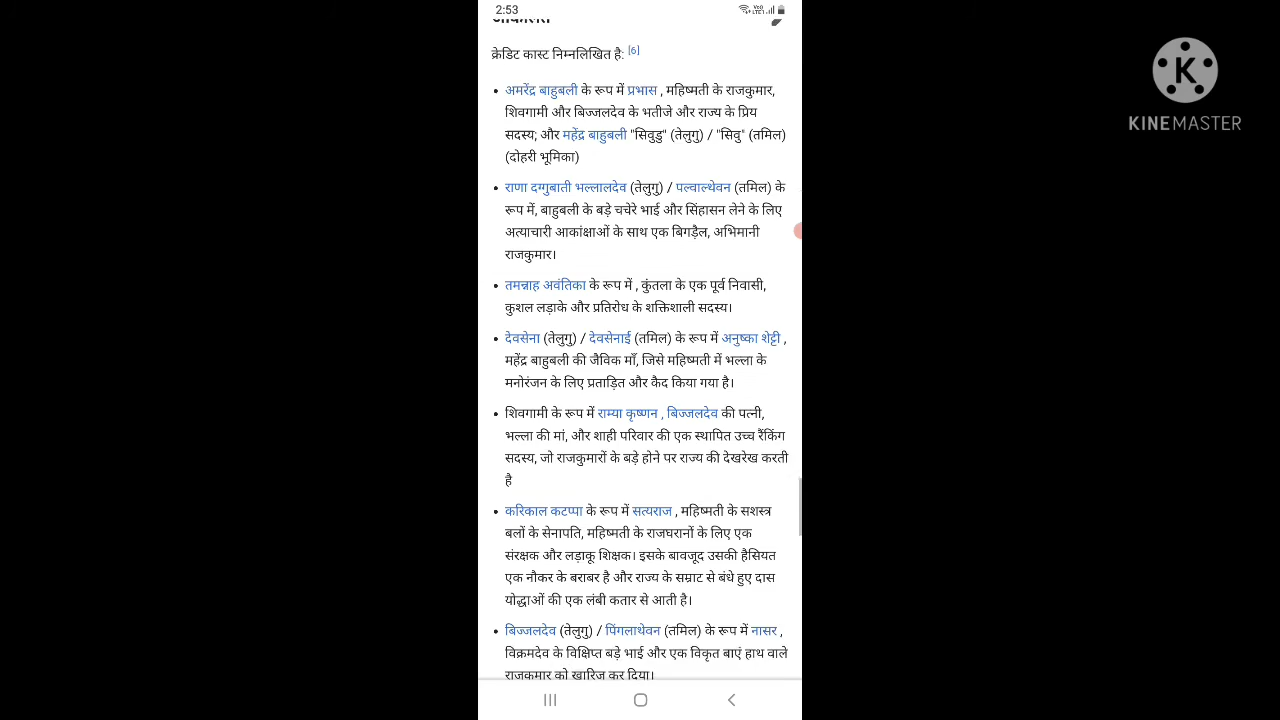 2:53
क्रेडिट कास्ट निम्नलिखित है: [6]
• अमरेंद्र बाहुबली के रूप में प्रभास , महिष्मती के राजकुमार,
शिवगामी और बिज्जलदेव के भतीजे और राज्य के प्रिय
सदस्य; और महेंद्र बाहुबली "सिवुडु" (तेलुगु) / "सिवु" (तमिल)
(दोहरी भूमिका)
• राणा दग्गुबाती भल्लालदेव (तेलुगु) / पल्वाल्थेवन (तमिल) के
रूप में, बाहुबली के बड़े चचेरे भाई और सिंहासन लेने के लिए
अत्याचारी आकांक्षाओं के साथ एक बिगड़ैल, अभिमानी
राजकुमार।
• तमन्नाह अवंतिका के रूप में , कुंतला के एक पूर्व निवासी,
कुशल लड़ाके और प्रतिरोध के शक्तिशाली सदस्य।
• देवसेना (तेलुगु) / देवसेनाई (तमिल) के रूप में अनुष्का शेट्टी ,
महेंद्र बाहुबली की जैविक माँ, जिसे महिष्मती में भल्ला के
मनोरंजन के लिए प्रताड़ित और कैद किया गया है।
• शिवगामी के रूप में राम्या कृष्णन , बिज्जलदेव की पत्नी,
भल्ला की मां, और शाही परिवार की एक स्थापित उच्च रैंकिंग
सदस्य, जो राजकुमारों के बड़े होने पर राज्य की देखरेख करती
है
• करिकाल कटप्पा के रूप में सत्यराज , महिष्मती के सशस्त्र
बलों के सेनापति, महिष्मती के राजघरानों के लिए एक
संरक्षक और लड़ाकू शिक्षक। इसके बावजूद उसकी हैसियत
एक नौकर के बराबर है और राज्य के सम्राट से बंधे हुए दास
योद्धाओं की एक लंबी कतार से आती है।
• बिज्जलदेव (तेलुगु) / पिंगलाथेवन (तमिल) के रूप में नासर ,
विक्रमदेव के विक्षिप्त बड़े भाई और एक विकृत बाएं हाथ वाले
राजकुमार को खारिज कर दिया।
K
KINEMASTER